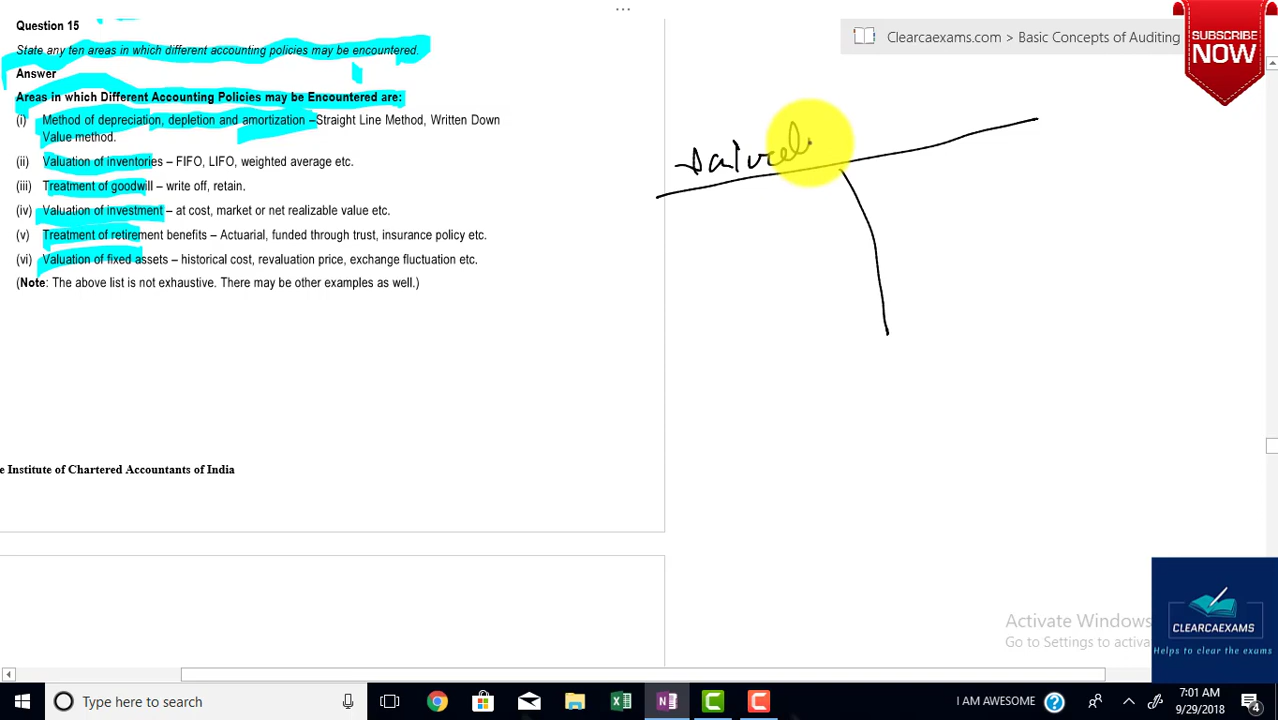 Question 15
State any ten areas in which different accounting policies may be encountered.
Answer
Areas in which Different Accounting Policies may be Encountered are:
(i) Method of depreciation, depletion and amortization –Straight Line Method, Written Down
Value method.
(ii) Valuation of inventories – FIFO, LIFO, weighted average etc.
(iii) Treatment of goodwill – write off, retain.
(iv) Valuation of investment – at cost, market or net realizable value etc.
(v) Treatment of retirement benefits – Actuarial, funded through trust, insurance policy etc.
(vi) Valuation of fixed assets – historical cost, revaluation price, exchange fluctuation etc.
(Note: The above list is not exhaustive. There may be other examples as well.)
e Institute of Chartered Accountants of India
Clearcaexams.com > Basic Concepts of Auditing
SUBSCRIBE
NOW
Activate Windows
Go to Settings to activa
CLEARCAEXAMS
Helps to clear the exams
Type here to search
I AM AWESOME
7:01 AM
9/29/2018
4